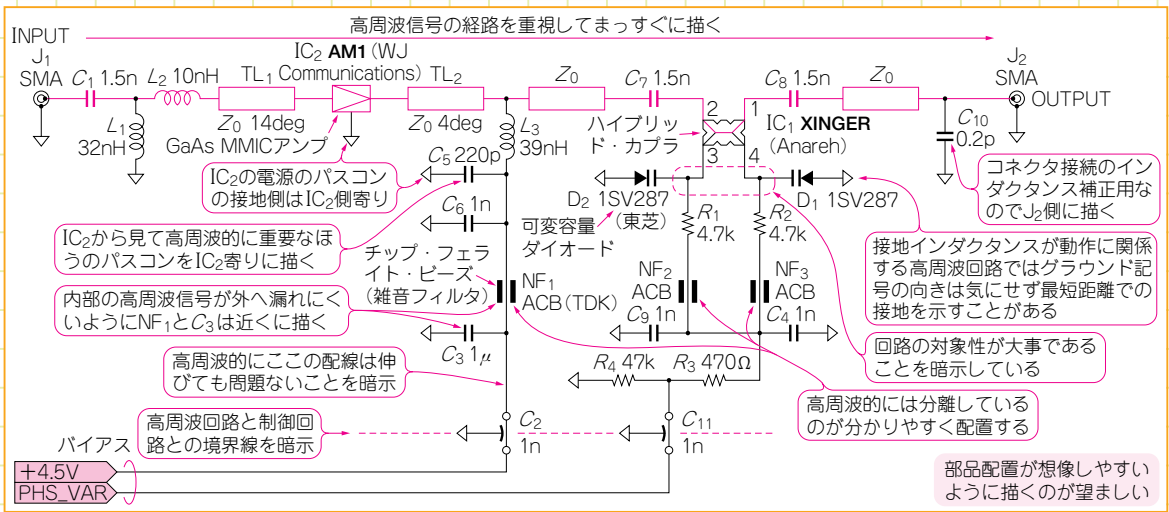 高周波信号の経路を重視してまっすぐに描く
INPUT
J1
SMA
C1 1.5n
L2 10nH
L1
32nH
TL1
Z0 14deg
IC2 AM1 (WJ
Communications)
GaAs MMICアンプ
TL2
Z0 4deg
L3
39nH
Z0
C7 1.5n
2
1
3
4
ハイブリッ
ド・カプラ
IC1 XINGER
(Anareh)
C8 1.5n
Z0
J2
SMA
OUTPUT
C10
0.2p
コネクタ接続のイン
ダクタンス補正用な
のでJ2側に描く
IC2の電源のパスコン
の接地側はIC2側寄り
C5 220p
C6 1n
IC2から見て高周波的に重要なほ
うのパスコンをIC2寄りに描く
D2 1SV287
(東芝)
可変容量
ダイオード
D1 1SV287
R1
4.7k
R2
4.7k
接地インダクタンスが動作に関係
する高周波回路ではグラウンド記
号の向きは気にせず最短距離での
接地を示すことがある
チップ・フェラ
イト・ビーズ
(雑音フィルタ)
NF1
ACB(TDK)
NF2
ACB
NF3
ACB
内部の高周波信号が外へ漏れにく
いようにNF1とC3は近くに描く
C3 1μ
C9 1n
C4 1n
回路の対象性が大事である
ことを暗示している
高周波的にここの配線は伸
びても問題ないことを暗示
R4 47k
R3 470Ω
高周波的には分離している
のが分かりやすく配置する
高周波回路と制御回
路との境界線を暗示
C2
1n
C11
1n
バイアス
+4.5V
PHS_VAR
部品配置が想像しやすい
ように描くのが望ましい